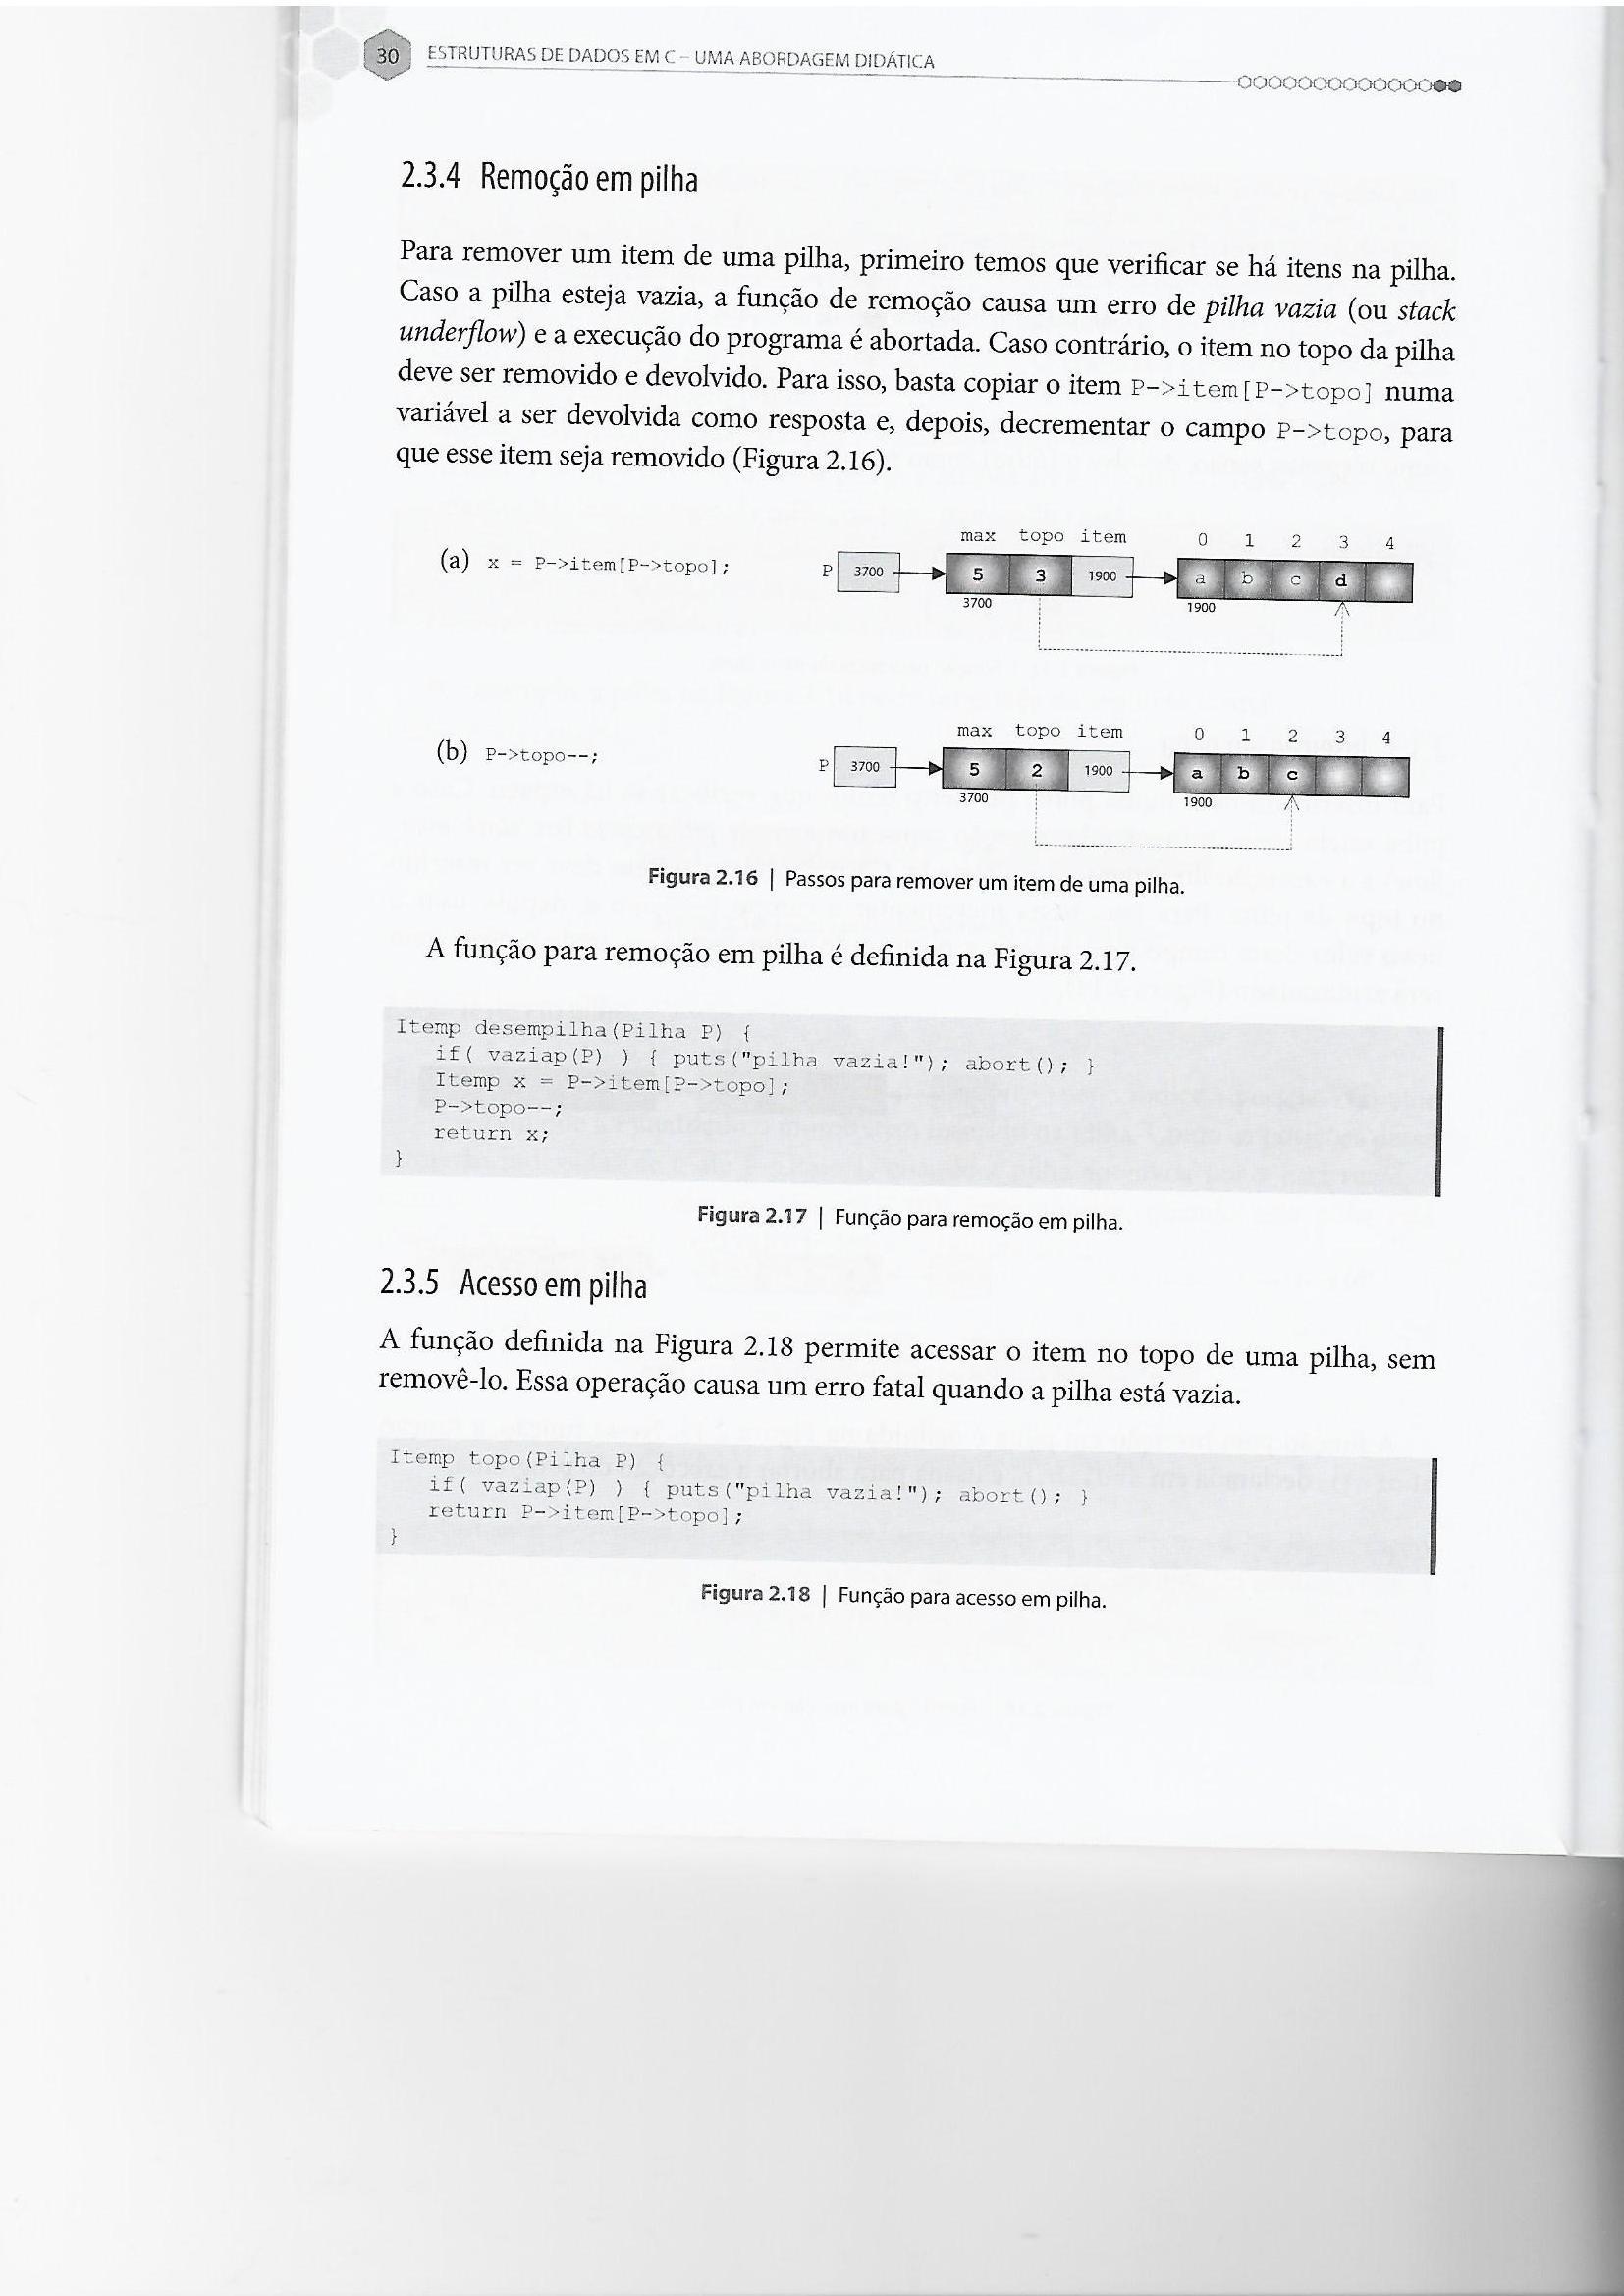 30 ESTRUTURAS DE DADOS EM C – UMA ABORDAGEM DIDÁTICA
2.3.4 Remoção em pilha
Para remover um item de uma pilha, primeiro temos que verificar se há itens na pilha.
Caso a pilha esteja vazia, a função de remoção causa um erro de pilha vazia (ou stack
underflow) e a execução do programa é abortada. Caso contrário, o item no topo da pilha
deve ser removido e devolvido. Para isso, basta copiar o item P->item[P->topo] numa
variável a ser devolvida como resposta e, depois, decrementar o campo P->topo, para
que esse item seja removido (Figura 2.16).
max topo item 0 1 2 3 4
(a) x = P->item[P->topo]; P 3700 5 3 1900 a b c d
3700 1900
max topo item 0 1 2 3 4
(b) P->topo--; P 3700 5 2 1900 a b c
3700 1900
Figura 2.16 | Passos para remover um item de uma pilha.
A função para remoção em pilha é definida na Figura 2.17.
Itemp desempilha(Pilha P) {
if( vaziap(P) ) { puts("pilha vazia!"); abort(); }
Itemp x = P->item[P->topo];
P->topo--;
return x;
}
Figura 2.17 | Função para remoção em pilha.
2.3.5 Acesso em pilha
A função definida na Figura 2.18 permite acessar o item no topo de uma pilha, sem
removê-lo. Essa operação causa um erro fatal quando a pilha está vazia.
Itemp topo(Pilha P) {
if( vaziap(P) ) { puts("pilha vazia!"); abort(); }
return P->item[P->topo];
}
Figura 2.18 | Função para acesso em pilha.